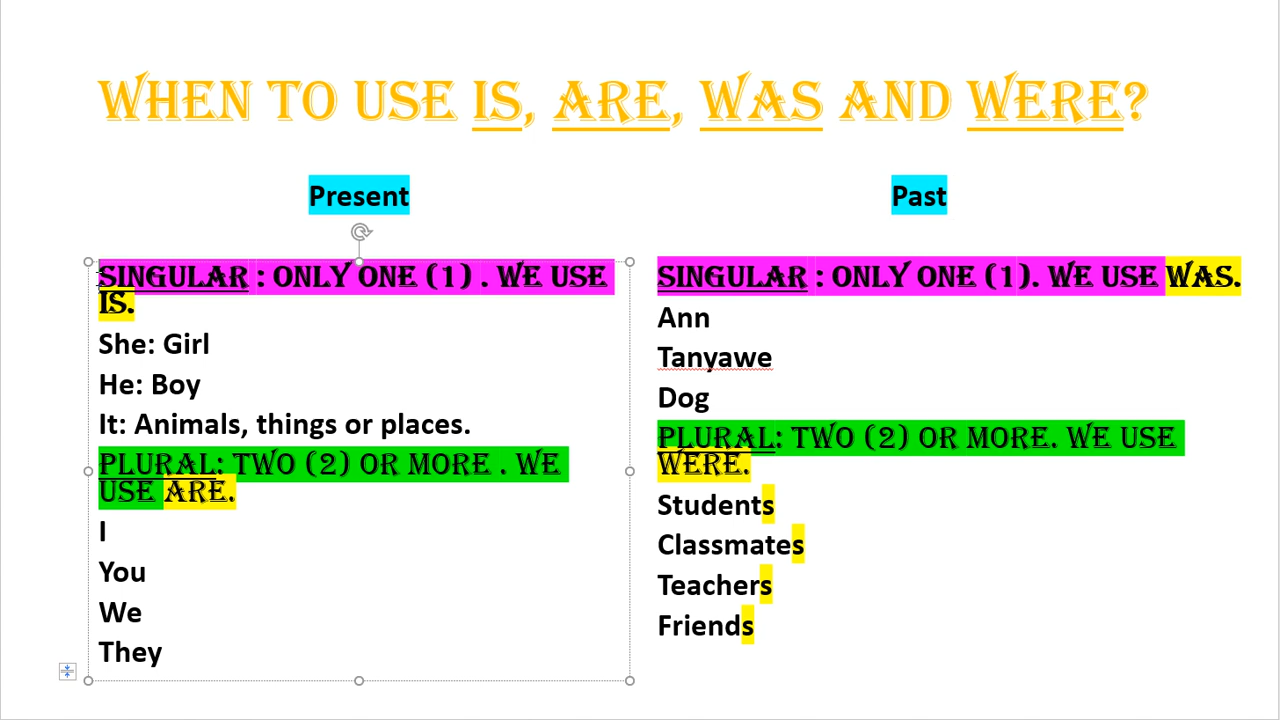 WHEN TO USE IS, ARE, WAS AND WERE?
Present
SINGULAR : ONLY ONE (1) . WE USE
IS.
She: Girl
He: Boy
It: Animals, things or places.
PLURAL: TWO (2) OR MORE . WE
USE ARE.
I
You
We
They
Past
SINGULAR : ONLY ONE (1). WE USE WAS.
Ann
Tanyawe
Dog
PLURAL: TWO (2) OR MORE. WE USE
WERE.
Students
Classmates
Teachers
Friends